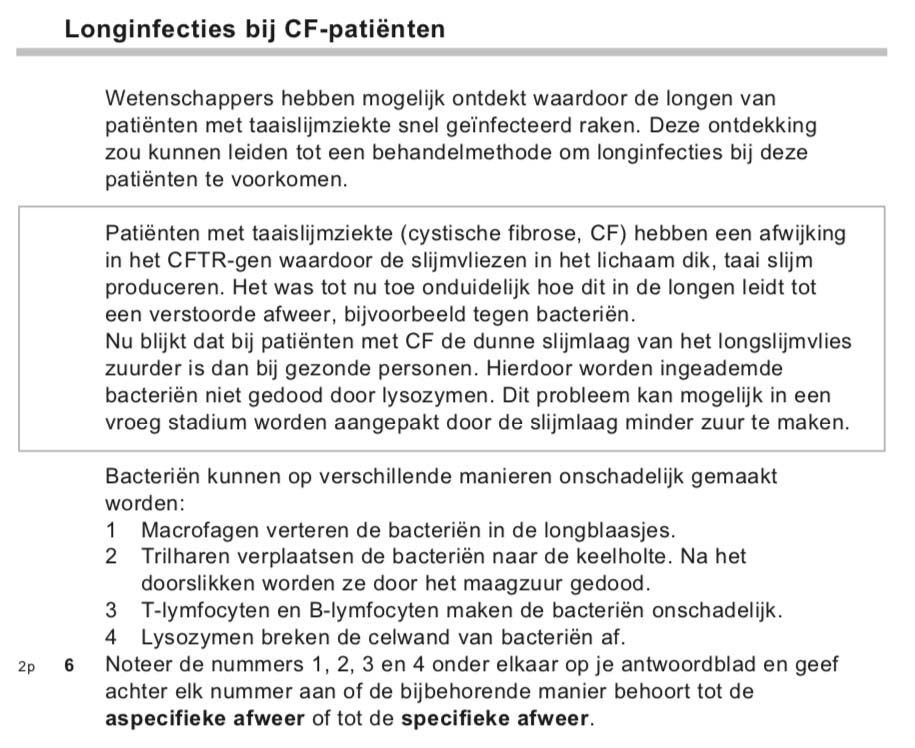 Longinfecties bij CF-patiënten
Wetenschappers hebben mogelijk ontdekt waardoor de longen van
patiënten met taaislijmziekte snel geïnfecteerd raken. Deze ontdekking
zou kunnen leiden tot een behandelmethode om longinfecties bij deze
patiënten te voorkomen.
Patiënten met taaislijmziekte (cystische fibrose, CF) hebben een afwijking
in het CFTR-gen waardoor de slijmvliezen in het lichaam dik, taai slijm
produceren. Het was tot nu toe onduidelijk hoe dit in de longen leidt tot
een verstoorde afweer, bijvoorbeeld tegen bacteriën.
Nu blijkt dat bij patiënten met CF de dunne slijmlaag van het longslijmvlies
zuurder is dan bij gezonde personen. Hierdoor worden ingeademde
bacteriën niet gedood door lysozymen. Dit probleem kan mogelijk in een
vroeg stadium worden aangepakt door de slijmlaag minder zuur te maken.
Bacteriën kunnen op verschillende manieren onschadelijk gemaakt
worden:
1 Macrofagen verteren de bacteriën in de longblaasjes.
2 Trilharen verplaatsen de bacteriën naar de keelholte. Na het
doorslikken worden ze door het maagzuur gedood.
3 T-lymfocyten en B-lymfocyten maken de bacteriën onschadelijk.
4 Lysozymen breken de celwand van bacteriën af.
2p 6 Noteer de nummers 1, 2, 3 en 4 onder elkaar op je antwoordblad en geef
achter elk nummer aan of de bijbehorende manier behoort tot de
aspecifieke afweer of tot de specifieke afweer.